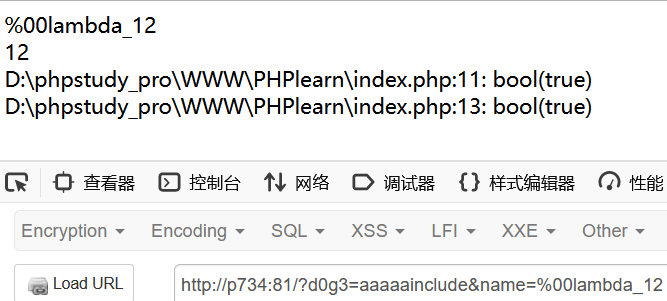 %00lambda_12
12
D:\phpstudy_pro\WWW\PHPlearn\index.php:11: bool(true)
D:\phpstudy_pro\WWW\PHPlearn\index.php:13: bool(true)
查看器 控制台 网络 调试器 样式编辑器 性能
Encryption Encoding SQL XSS LFI XXE Other
Load URL http://p734:81/?d0g3=aaaaainclude&name=%00lambda_12